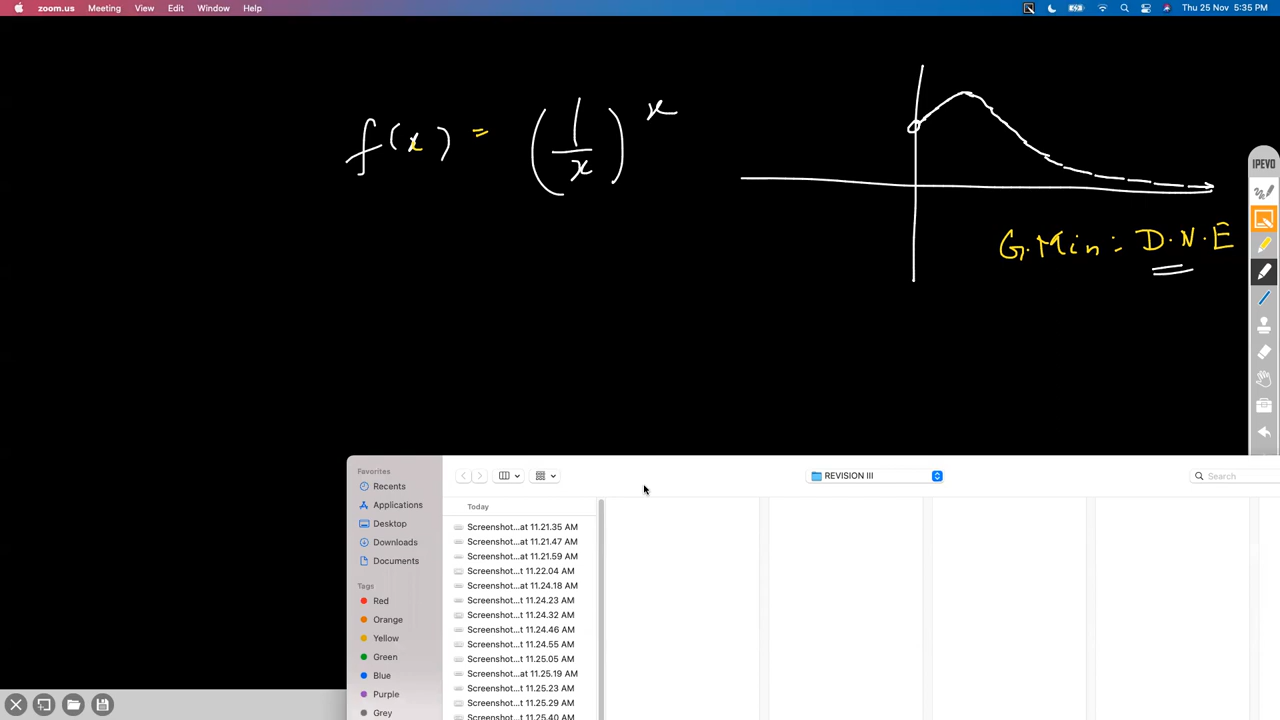 zoom.us Meeting View Edit Window Help Thu 25 Nov 5:35 PM
f(x) = (1/x)^x
IPEVO
G.Min: D.N.E
Favorites
REVISION III
Search
Recents
Today
Applications
Screenshot...at 11.21.35 AM
Desktop
Screenshot...at 11.21.47 AM
Downloads
Screenshot...at 11.21.59 AM
Documents
Screenshot...t 11.22.04 AM
Tags
Screenshot...at 11.24.18 AM
Red
Screenshot...t 11.24.23 AM
Orange
Screenshot...t 11.24.32 AM
Yellow
Screenshot...t 11.24.46 AM
Green
Screenshot...t 11.24.55 AM
Blue
Screenshot...t 11.25.05 AM
Purple
Screenshot...at 11.25.19 AM
Grey
Screenshot...t 11.25.23 AM
Screenshot...t 11.25.29 AM
Screenshot...t 11.25.40 AM